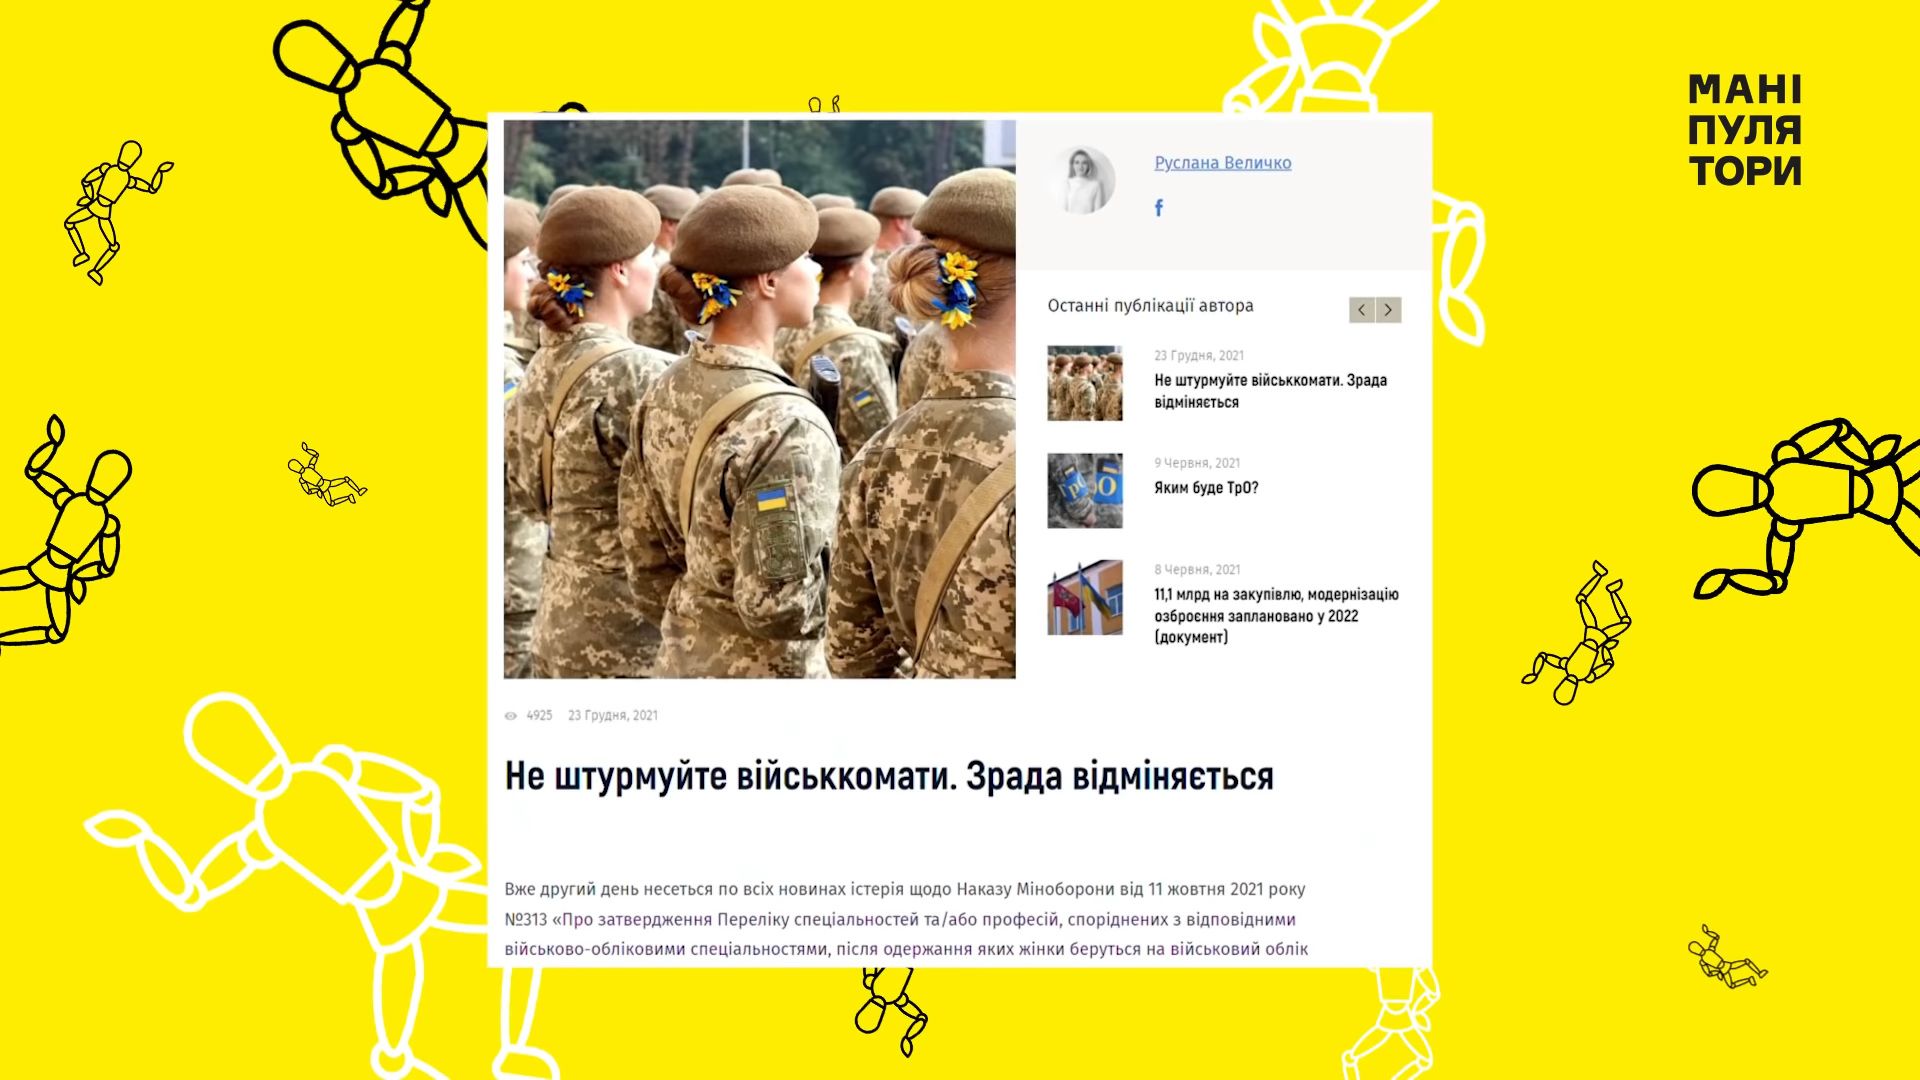 МАНІ
ПУЛЯ
ТОРИ
Руслана Величко
f
Останні публікації автора
23 Грудня, 2021
Не штурмуйте військкомати. Зрада
відміняється
9 Червня, 2021
Яким буде ТрО?
8 Червня, 2021
11,1 млрд на закупівлю, модернізацію
озброєння заплановано у 2022
(документ)
4925 23 Грудня, 2021
Не штурмуйте військкомати. Зрада відміняється
Вже другий день несеться по всіх новинах істерія щодо Наказу Міноборони від 11 жовтня 2021 року
№313 «Про затвердження Переліку спеціальностей та/або професій, споріднених з відповідними
військово-обліковими спеціальностями, після одержання яких жінки беруться на військовий облік